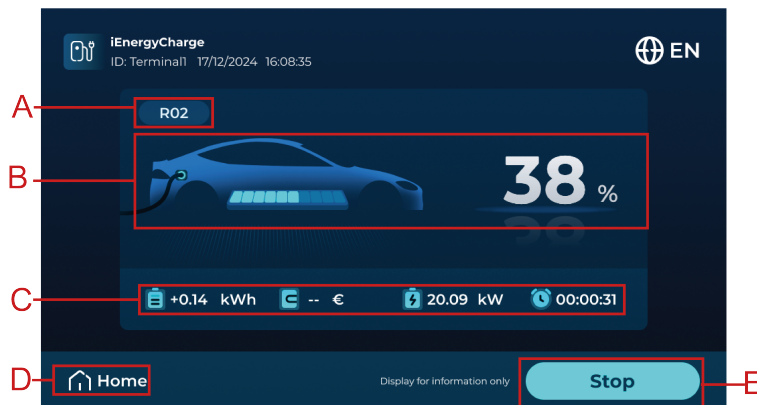 iEnergyCharge
ID: Terminal1 17/12/2024 16:08:35
EN
A
R02
B
38 %
C
+0.14 kWh -- € 20.09 kW 00:00:31
D
Home
Display for information only
Stop
E